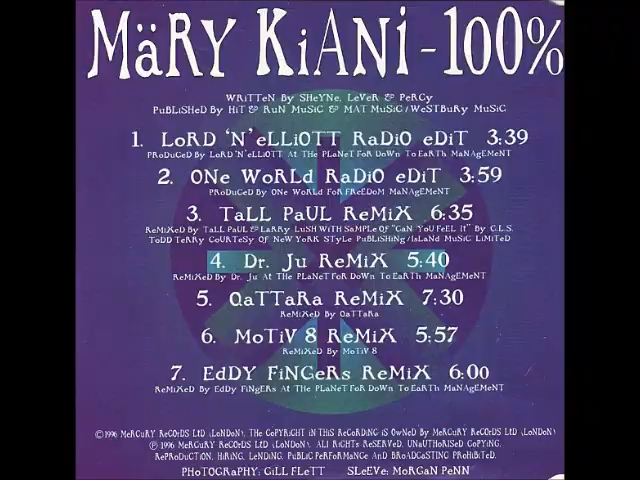 MäRY KiANi - 100%
WRiTTeN By SHeYNe, LeVeR & PeRCy
PuBLiSHeD By HiT & RuN MuSiC & MAT MuSiC / WeSTBuRy MuSiC
1. LoRD 'N' eLLiOTT RaDiO eDiT 3:39
PRoDuCeD By LoRD 'N' eLLiOTT AT THe PLaNeT FoR DoWN To EaRTH MaNAGeMeNT
2. ONe WoRLd RaDiO eDiT 3:59
PRoDuCeD By ONe WoRLd FoR FReeDoM MaNAGeMeNT
3. TaLL PauL ReMiX 6:35
ReMiXeD By TaLL PauL & LaRRy LuSH WiTH SaMPLe OF "CaN YOu FeeL iT" By C.L.S.
TODD TeRRy COuRTeSy OF NeW YORK STyLe PuBLiSHiNG / ISLaND MuSiC LiMiTeD
4. DR. Ju ReMiX 5:40
ReMiXeD By DR. Ju AT THe PLaNeT FoR DoWN To EaRTH MaNAGeMeNT
5. QaTTaRa ReMiX 7:30
ReMiXeD By QaTTaRa
6. MoTiV 8 ReMiX 5:57
ReMiXeD By MoTiV 8
7. EdDY FiNGeRs ReMiX 6:00
ReMiXeD By EdDY FiNGeRs AT THe PLaNeT FoR DoWN To EaRTH MaNAGeMeNT
© 1996 MeRCuRY ReCORDS LTD (LoNDoN). THe COPyRiGHT iN THiS ReCORDiNG iS OWNeD By MeRCuRY ReCORDS LTD (LoNDoN)
℗ 1996 MeRCuRY ReCORDS LTD (LoNDoN). ALL RiGHTS ReSeRVeD. UNAuTHORiSeD COPyiNG,
RePRODuCTiON, HiRiNG, LeNDiNG, PuBLiC PeRFORMaNCe AND BROADCASTiNG PROHiBiTeD.
PHoToGRAPHY: GiLL FLeTT SLeeVe: MoRGaN PeNN